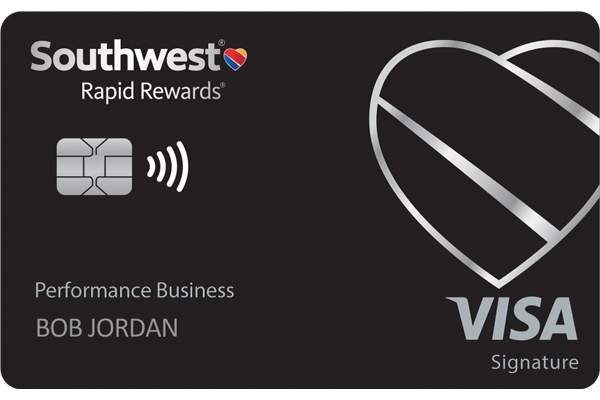 Southwest®
Rapid Rewards®
Performance Business
BOB JORDAN
VISA
Signature